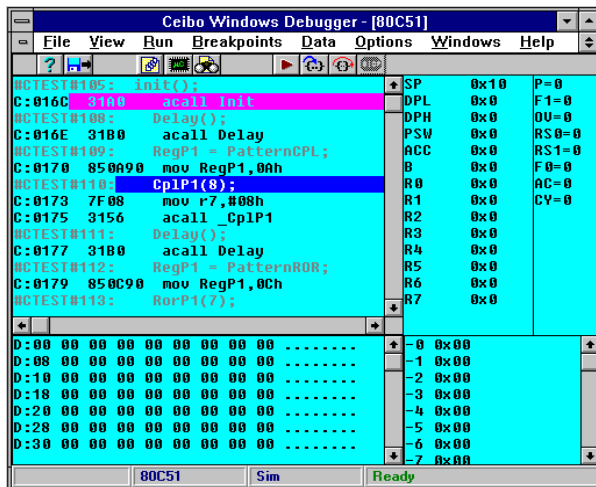 Ceibo Windows Debugger - [80C51]
File View Run Breakpoints Data Options Windows Help
#CTEST#105: init();
C:016C 31A0 acall Init
#CTEST#108: Delay();
C:016E 31B0 acall Delay
#CTEST#109: RegP1 = PatternCPL;
C:0170 850A90 mov RegP1,0Ah
#CTEST#110: CplP1(8);
C:0173 7F08 mov r7,#08h
C:0175 3156 acall _CplP1
#CTEST#111: Delay();
C:0177 31B0 acall Delay
#CTEST#112: RegP1 = PatternROR;
C:0179 850C90 mov RegP1,0Ch
#CTEST#113: RorP1(7);
SP 0x10
DPL 0x0
DPH 0x0
PSW 0x0
ACC 0x0
B 0x0
R0 0x0
R1 0x0
R2 0x0
R3 0x0
R4 0x0
R5 0x0
R6 0x0
R7 0x0
P=0
F1=0
OV=0
RS0=0
RS1=0
F0=0
AC=0
CY=0
D:00 00 00 00 00 00 00 00 00 ........
D:08 00 00 00 00 00 00 00 00 ........
D:10 00 00 00 00 00 00 00 00 ........
D:18 00 00 00 00 00 00 00 00 ........
D:20 00 00 00 00 00 00 00 00 ........
D:28 00 00 00 00 00 00 00 00 ........
D:30 00 00 00 00 00 00 00 00 ........
-0 0x00
-1 0x00
-2 0x00
-3 0x00
-4 0x00
-5 0x00
-6 0x00
-7 0x00
80C51 Sim Ready